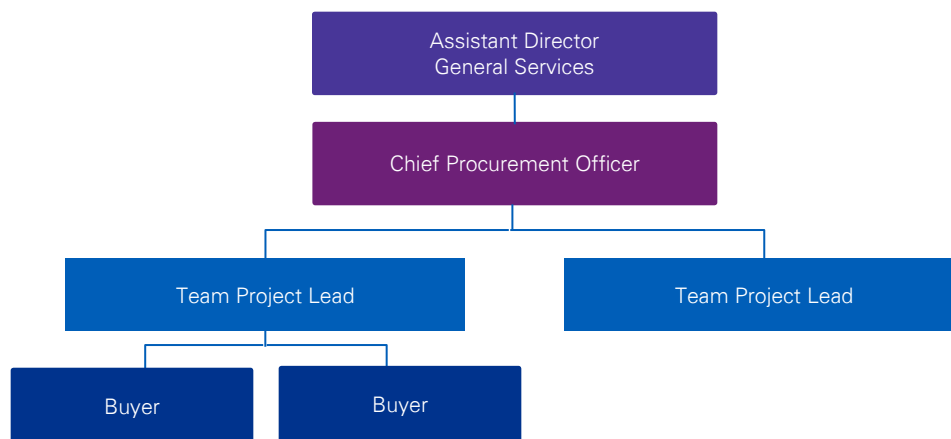 Assistant Director
General Services
Chief Procurement Officer
Team Project Lead
Team Project Lead
Buyer
Buyer